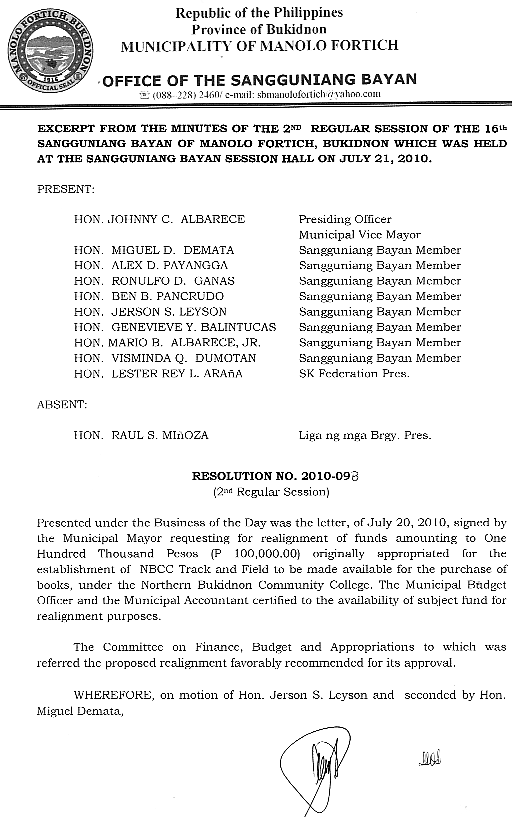 MANOLO FORTICH, BUKIDNON
1916
OFFICIAL SEAL
Republic of the Philippines
Province of Bukidnon
MUNICIPALITY OF MANOLO FORTICH
OFFICE OF THE SANGGUNIANG BAYAN
☏ (088-228) 2460/ e-mail: sbmanolofortich@yahoo.com
EXCERPT FROM THE MINUTES OF THE 2ND REGULAR SESSION OF THE 16th
SANGGUNIANG BAYAN OF MANOLO FORTICH, BUKIDNON WHICH WAS HELD
AT THE SANGGUNIANG BAYAN SESSION HALL ON JULY 21, 2010.
PRESENT:
HON. JOHNNY C. ALBARECE Presiding Officer
Municipal Vice Mayor
HON. MIGUEL D. DEMATA Sangguniang Bayan Member
HON. ALEX D. PAYANGGA Sangguniang Bayan Member
HON. RONULFO D. GANAS Sangguniang Bayan Member
HON. BEN B. PANCRUDO Sangguniang Bayan Member
HON. JERSON S. LEYSON Sangguniang Bayan Member
HON. GENEVIEVE Y. BALINTUCAS Sangguniang Bayan Member
HON. MARIO B. ALBARECE, JR. Sangguniang Bayan Member
HON. VISMINDA Q. DUMOTAN Sangguniang Bayan Member
HON. LESTER REY L. ARAñA SK Federation Pres.
ABSENT:
HON. RAUL S. MIñOZA Liga ng mga Brgy. Pres.
RESOLUTION NO. 2010-098
(2nd Regular Session)
Presented under the Business of the Day was the letter, of July 20, 2010, signed by
the Municipal Mayor requesting for realignment of funds amounting to One
Hundred Thousand Pesos (P 100,000.00) originally appropriated for the
establishment of NBCC Track and Field to be made available for the purchase of
books, under the Northern Bukidnon Community College. The Municipal Budget
Officer and the Municipal Accountant certified to the availability of subject fund for
realignment purposes.
The Committee on Finance, Budget and Appropriations to which was
referred the proposed realignment favorably recommended for its approval.
WHEREFORE, on motion of Hon. Jerson S. Leyson and seconded by Hon.
Miguel Demata,